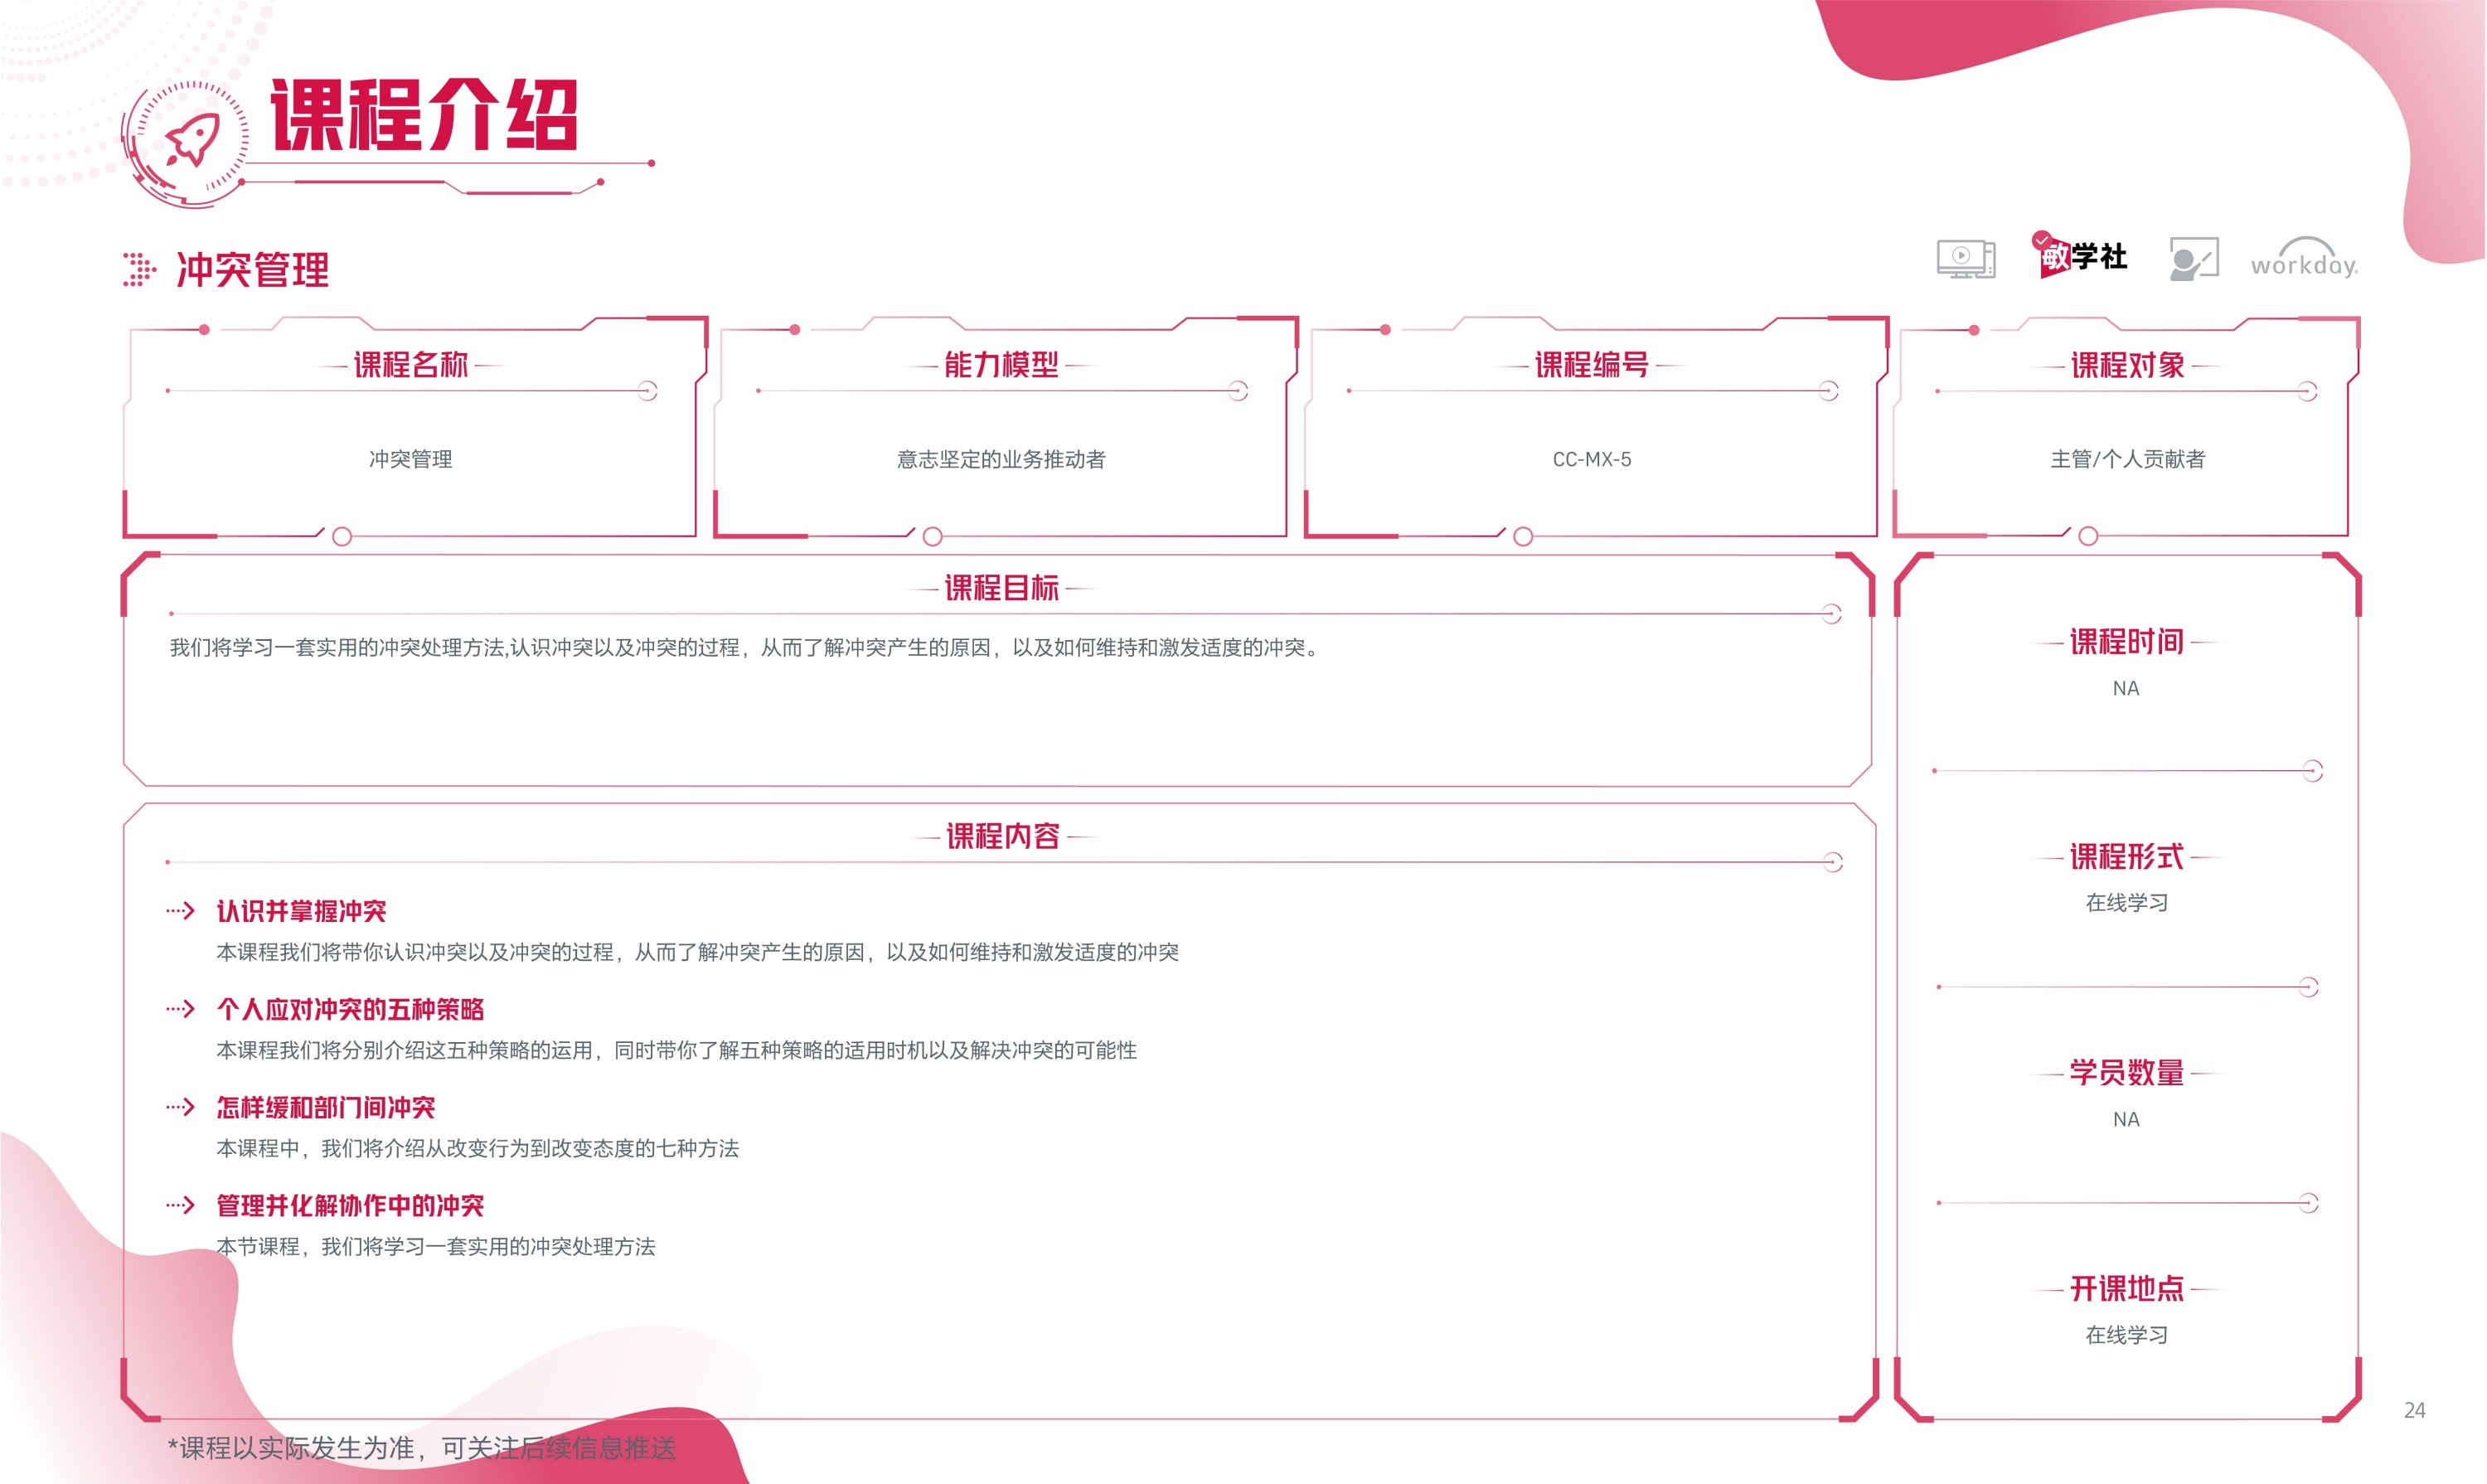 课程介绍
冲突管理
敏学社
workday.
课程名称
冲突管理
能力模型
意志坚定的业务推动者
课程编号
CC-MX-5
课程对象
主管/个人贡献者
课程目标
我们将学习一套实用的冲突处理方法,认识冲突以及冲突的过程，从而了解冲突产生的原因，以及如何维持和激发适度的冲突。
课程内容
认识并掌握冲突
本课程我们将带你认识冲突以及冲突的过程，从而了解冲突产生的原因，以及如何维持和激发适度的冲突
个人应对冲突的五种策略
本课程我们将分别介绍这五种策略的运用，同时带你了解五种策略的适用时机以及解决冲突的可能性
怎样缓和部门间冲突
本课程中，我们将介绍从改变行为到改变态度的七种方法
管理并化解协作中的冲突
本节课程，我们将学习一套实用的冲突处理方法
课程时间
NA
课程形式
在线学习
学员数量
NA
开课地点
在线学习
*课程以实际发生为准，可关注后续信息推送
24